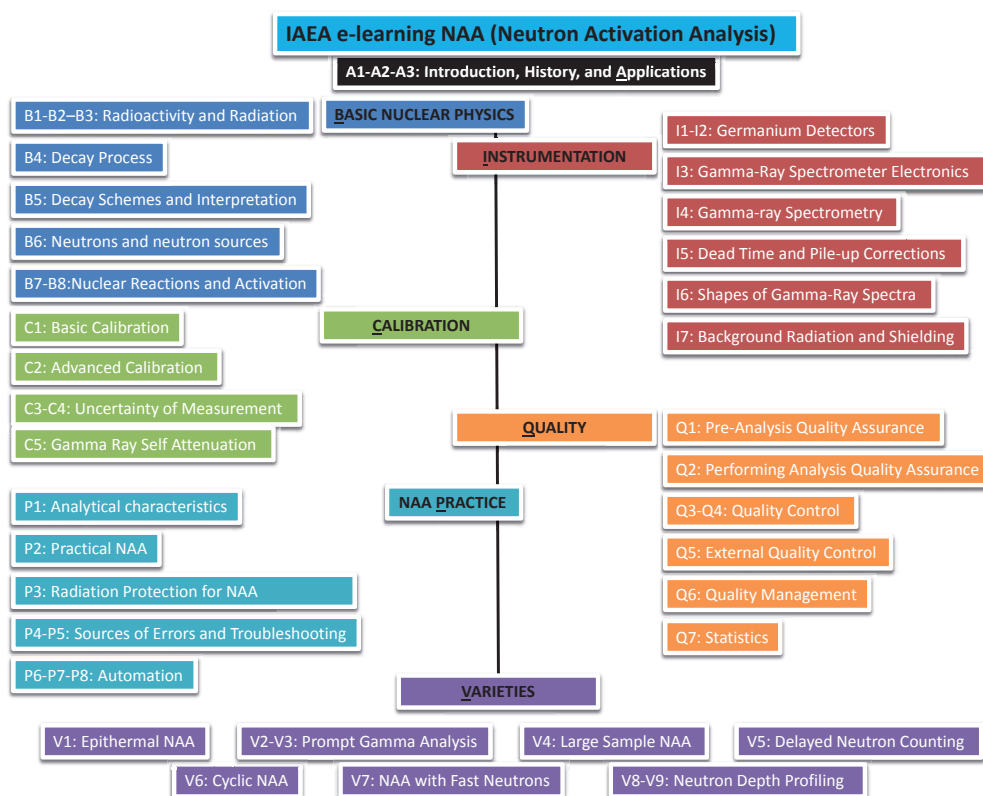 IAEA e-learning NAA (Neutron Activation Analysis)
A1-A2-A3: Introduction, History, and Applications
BASIC NUCLEAR PHYSICS
B1-B2–B3: Radioactivity and Radiation
B4: Decay Process
B5: Decay Schemes and Interpretation
B6: Neutrons and neutron sources
B7-B8:Nuclear Reactions and Activation
INSTRUMENTATION
I1-I2: Germanium Detectors
I3: Gamma-Ray Spectrometer Electronics
I4: Gamma-ray Spectrometry
I5: Dead Time and Pile-up Corrections
I6: Shapes of Gamma-Ray Spectra
I7: Background Radiation and Shielding
CALIBRATION
C1: Basic Calibration
C2: Advanced Calibration
C3-C4: Uncertainty of Measurement
C5: Gamma Ray Self Attenuation
QUALITY
Q1: Pre-Analysis Quality Assurance
Q2: Performing Analysis Quality Assurance
Q3-Q4: Quality Control
Q5: External Quality Control
Q6: Quality Management
Q7: Statistics
NAA PRACTICE
P1: Analytical characteristics
P2: Practical NAA
P3: Radiation Protection for NAA
P4-P5: Sources of Errors and Troubleshooting
P6-P7-P8: Automation
VARIETIES
V1: Epithermal NAA
V2-V3: Prompt Gamma Analysis
V4: Large Sample NAA
V5: Delayed Neutron Counting
V6: Cyclic NAA
V7: NAA with Fast Neutrons
V8-V9: Neutron Depth Profiling